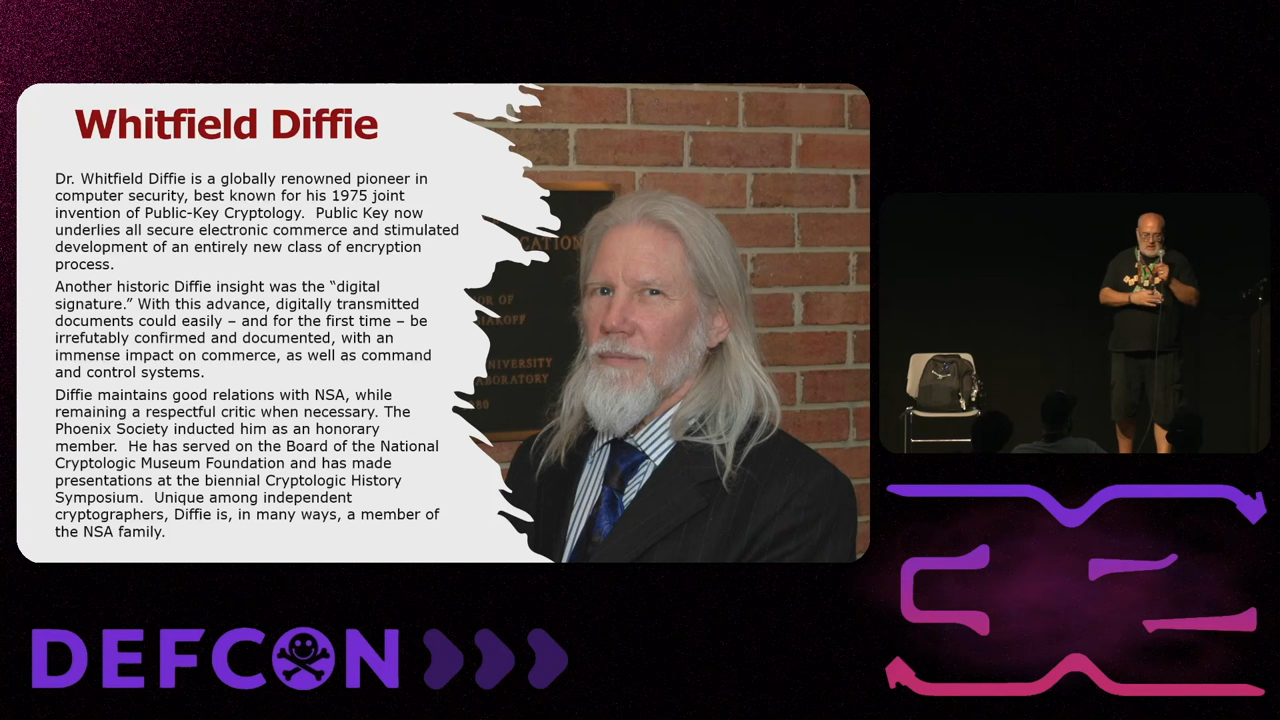 Whitfield Diffie
Dr. Whitfield Diffie is a globally renowned pioneer in
computer security, best known for his 1975 joint
invention of Public-Key Cryptology.  Public Key now
underlies all secure electronic commerce and stimulated
development of an entirely new class of encryption
process.
Another historic Diffie insight was the “digital
signature.” With this advance, digitally transmitted
documents could easily – and for the first time – be
irrefutably confirmed and documented, with an
immense impact on commerce, as well as command
and control systems.
Diffie maintains good relations with NSA, while
remaining a respectful critic when necessary. The
Phoenix Society inducted him as an honorary
member.  He has served on the Board of the National
Cryptologic Museum Foundation and has made
presentations at the biennial Cryptologic History
Symposium.  Unique among independent
cryptographers, Diffie is, in many ways, a member of
the NSA family.
CATION
OR OF
NIVERSITY
ABORATORY
80
DEFCON